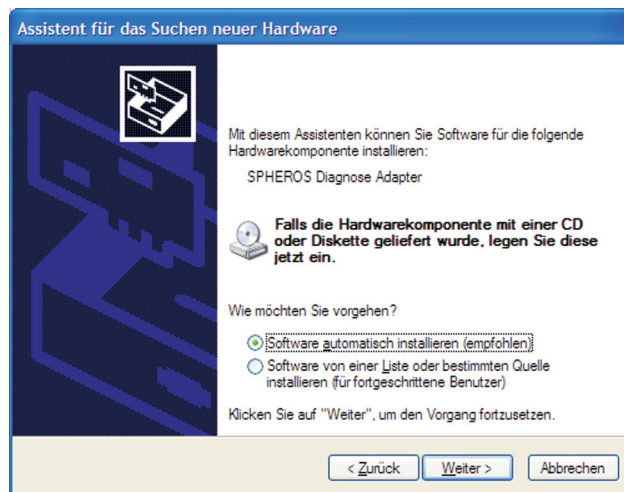 Assistent für das Suchen neuer Hardware
Mit diesem Assistenten können Sie Software für die folgende
Hardwarekomponente installieren:
SPHEROS Diagnose Adapter
Falls die Hardwarekomponente mit einer CD
oder Diskette geliefert wurde, legen Sie diese
jetzt ein.
Wie möchten Sie vorgehen?
Software automatisch installieren (empfohlen)
Software von einer Liste oder bestimmten Quelle
installieren (für fortgeschrittene Benutzer)
Klicken Sie auf "Weiter", um den Vorgang fortzusetzen.
< Zurück Weiter > Abbrechen